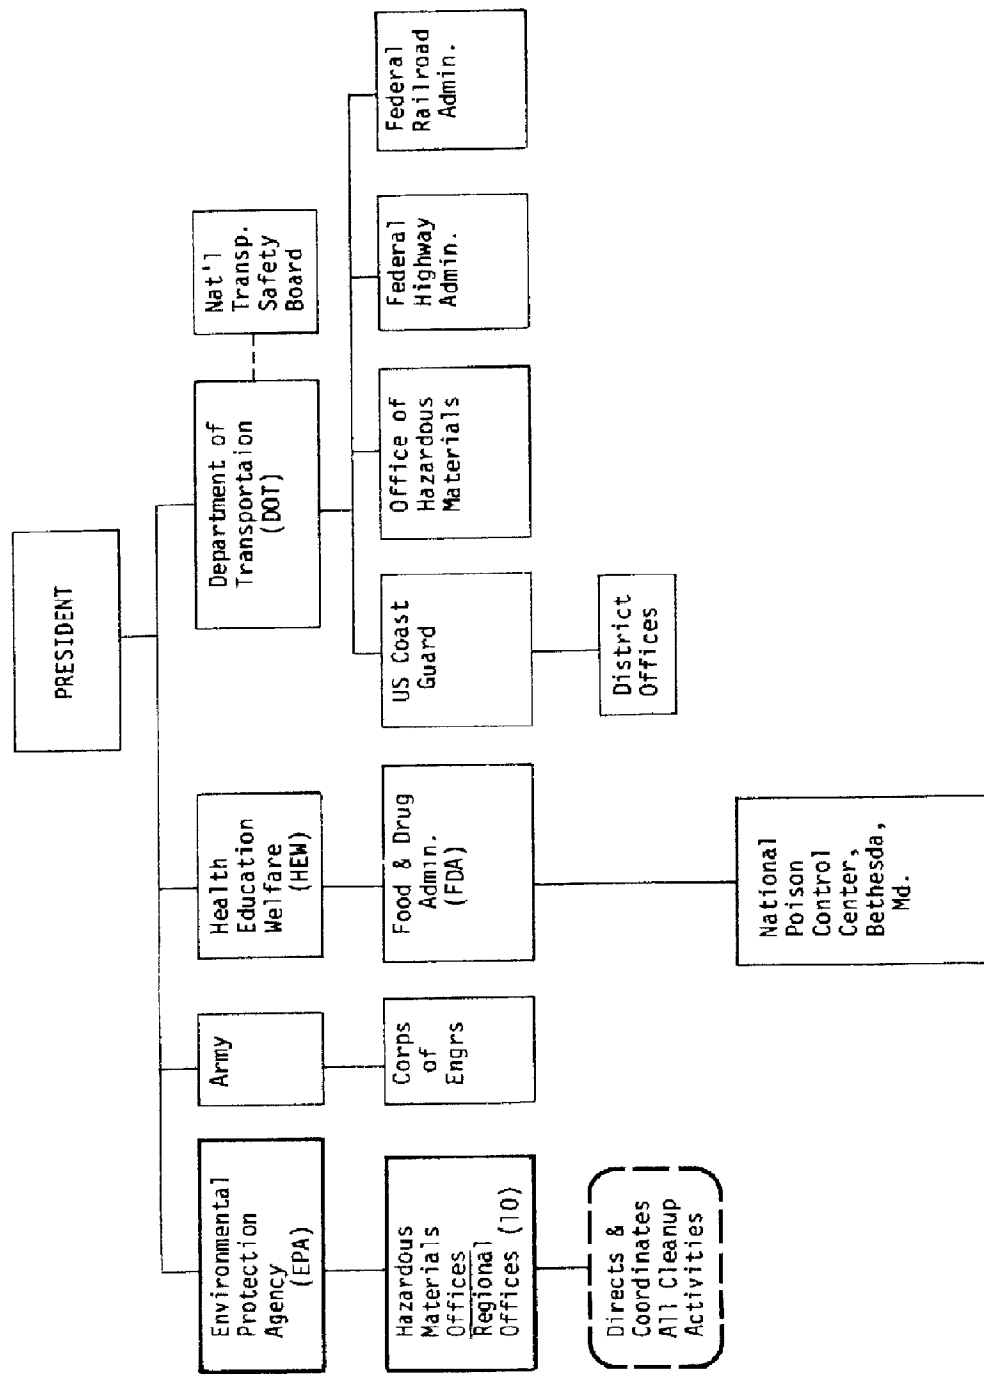 PRESIDENT
Environmental
Protection
Agency
(EPA)
Army
Health
Education
Welfare
(HEW)
Department of
Transportaion
(DOT)
Nat'l
Transp.
Safety
Board
Hazardous
Materials
Offices
Regional
Offices (10)
Corps
of
Engrs
Food & Drug
Admin.
(FDA)
US Coast
Guard
Office of
Hazardous
Materials
Federal
Highway
Admin.
Federal
Railroad
Admin.
Directs &
Coordinates
All Cleanup
Activities
District
Offices
National
Poison
Control
Center,
Bethesda,
Md.